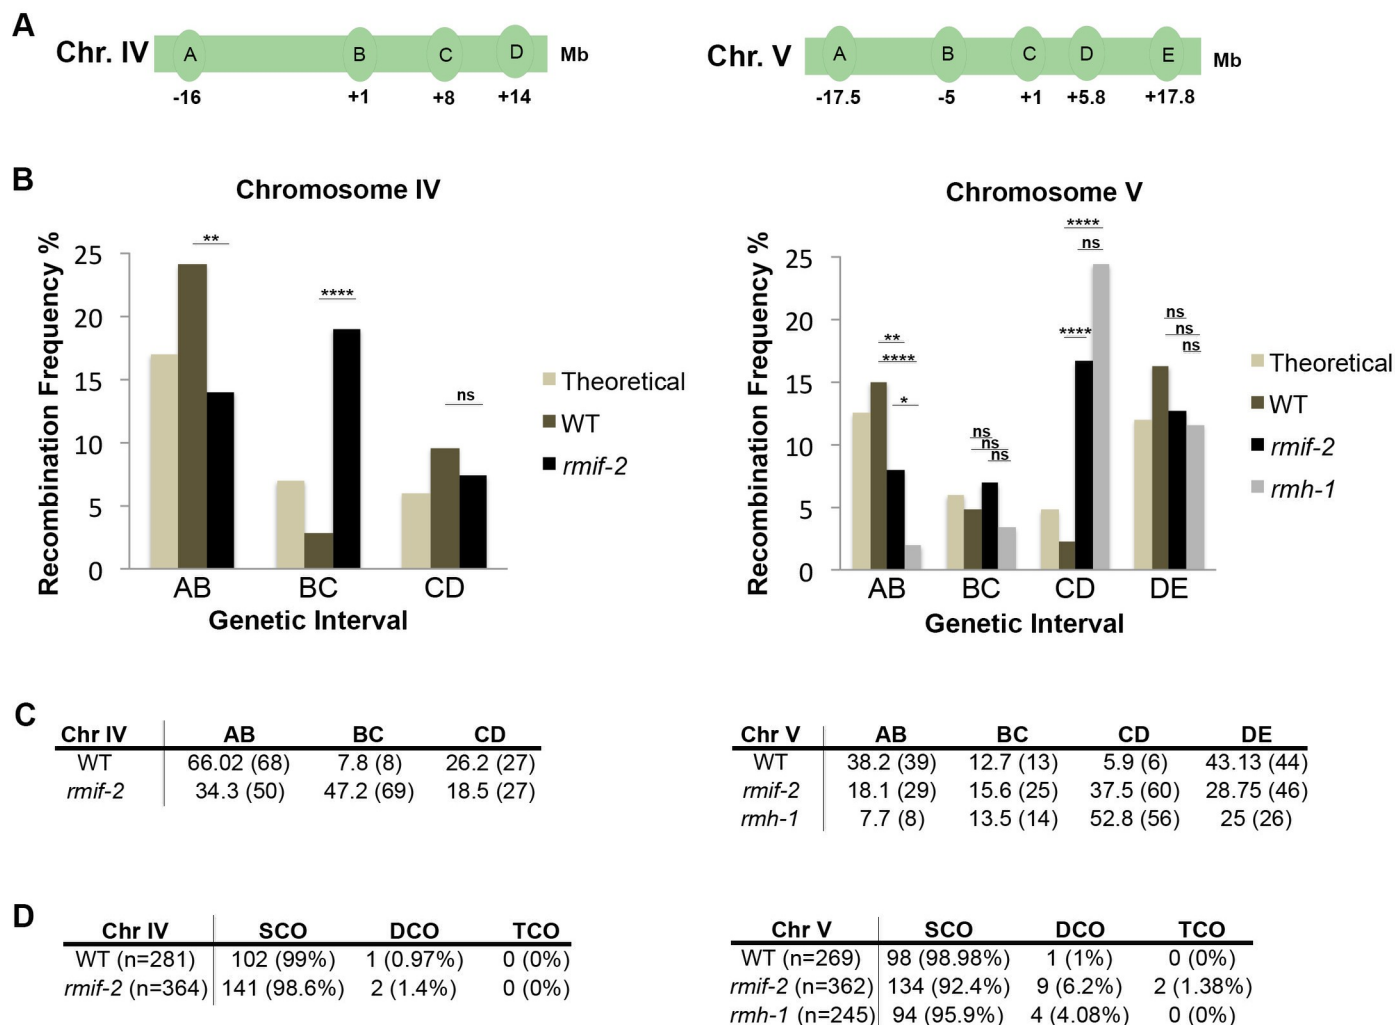 A
Chr. IV A B C D Mb
-16 +1 +8 +14
Chr. V A B C D E Mb
-17.5 -5 +1 +5.8 +17.8
B
Chromosome IV
Recombination Frequency %
25
20
15
10
5
0
**
****
ns
AB BC CD
Genetic Interval
Theoretical
WT
rmif-2
Chromosome V
Recombination Frequency %
25
20
15
10
5
0
**
****
*
ns
ns
ns
****
ns
****
ns
ns
ns
AB BC CD DE
Genetic Interval
Theoretical
WT
rmif-2
rmh-1
C
Chr IV AB BC CD
WT 66.02 (68) 7.8 (8) 26.2 (27)
rmif-2 34.3 (50) 47.2 (69) 18.5 (27)
Chr V AB BC CD DE
WT 38.2 (39) 12.7 (13) 5.9 (6) 43.13 (44)
rmif-2 18.1 (29) 15.6 (25) 37.5 (60) 28.75 (46)
rmh-1 7.7 (8) 13.5 (14) 52.8 (56) 25 (26)
D
Chr IV SCO DCO TCO
WT (n=281) 102 (99%) 1 (0.97%) 0 (0%)
rmif-2 (n=364) 141 (98.6%) 2 (1.4%) 0 (0%)
Chr V SCO DCO TCO
WT (n=269) 98 (98.98%) 1 (1%) 0 (0%)
rmif-2 (n=362) 134 (92.4%) 9 (6.2%) 2 (1.38%)
rmh-1 (n=245) 94 (95.9%) 4 (4.08%) 0 (0%)